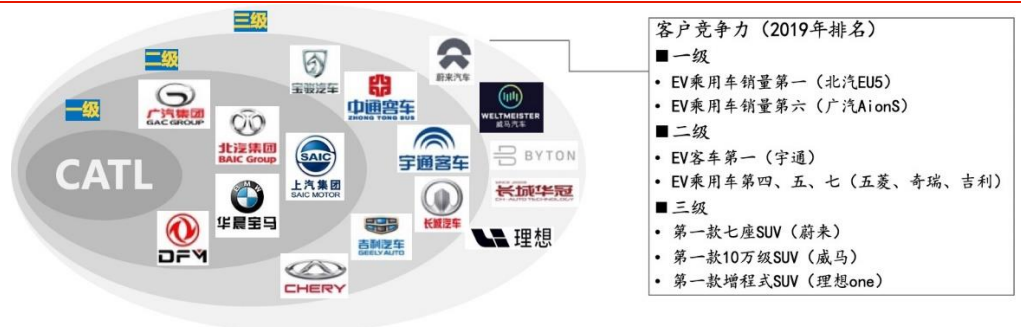 三级
二级
一级
CATL
广汽集团
GAC GROUP
北汽集团
BAIC Group
BMW
华晨宝马
DFM
SAIC
上汽集团
SAIC MOTOR
宝骏汽车
中通客车
ZHONG TONG BUS
宇通客车
长城汽车
吉利汽车
GEELY AUTO
CHERY
蔚来汽车
WELTMEISTER
威马汽车
BYTON
长城华冠
CH-AUTO TECHNOLOGY
理想
客户竞争力（2019年排名）
■一级
• EV乘用车销量第一（北汽EU5）
• EV乘用车销量第六（广汽AionS）
■二级
• EV客车第一（宇通）
• EV乘用车第四、五、七（五菱、奇瑞、吉利）
■三级
• 第一款七座SUV（蔚来）
• 第一款10万级SUV（威马）
• 第一款增程式SUV（理想one）